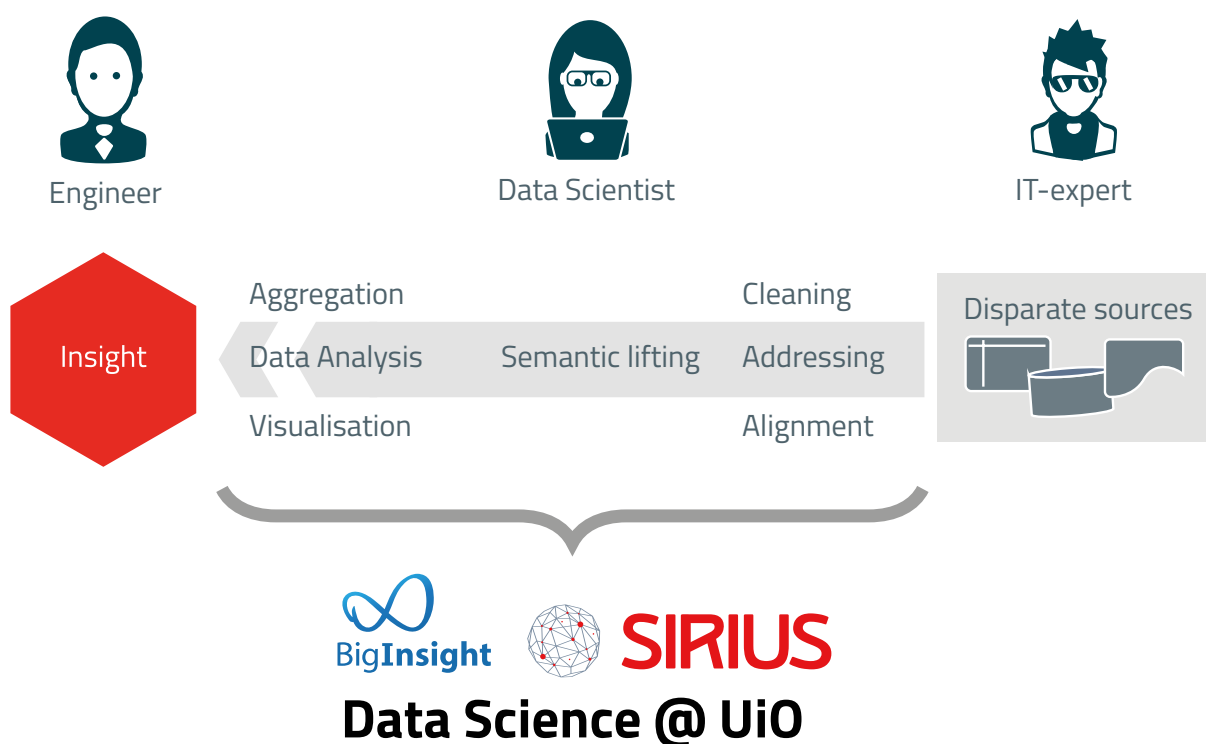 Engineer
Data Scientist
IT-expert
Aggregation
Cleaning
Disparate sources
Insight
Data Analysis
Semantic lifting
Addressing
Visualisation
Alignment
BigInsight
SIRIUS
Data Science @ UiO